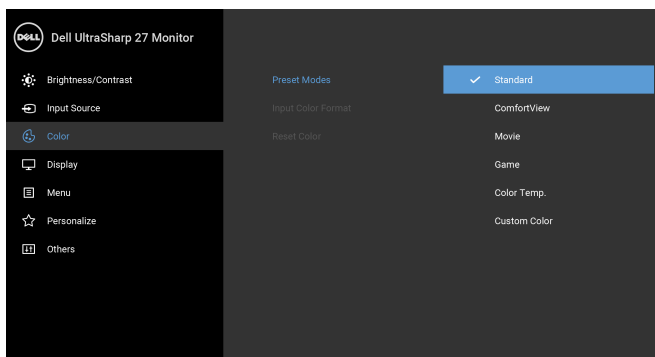 DELL
Dell UltraSharp 27 Monitor
Brightness/Contrast
Input Source
Color
Display
Menu
Personalize
Others
Preset Modes
Input Color Format
Reset Color
Standard
ComfortView
Movie
Game
Color Temp.
Custom Color